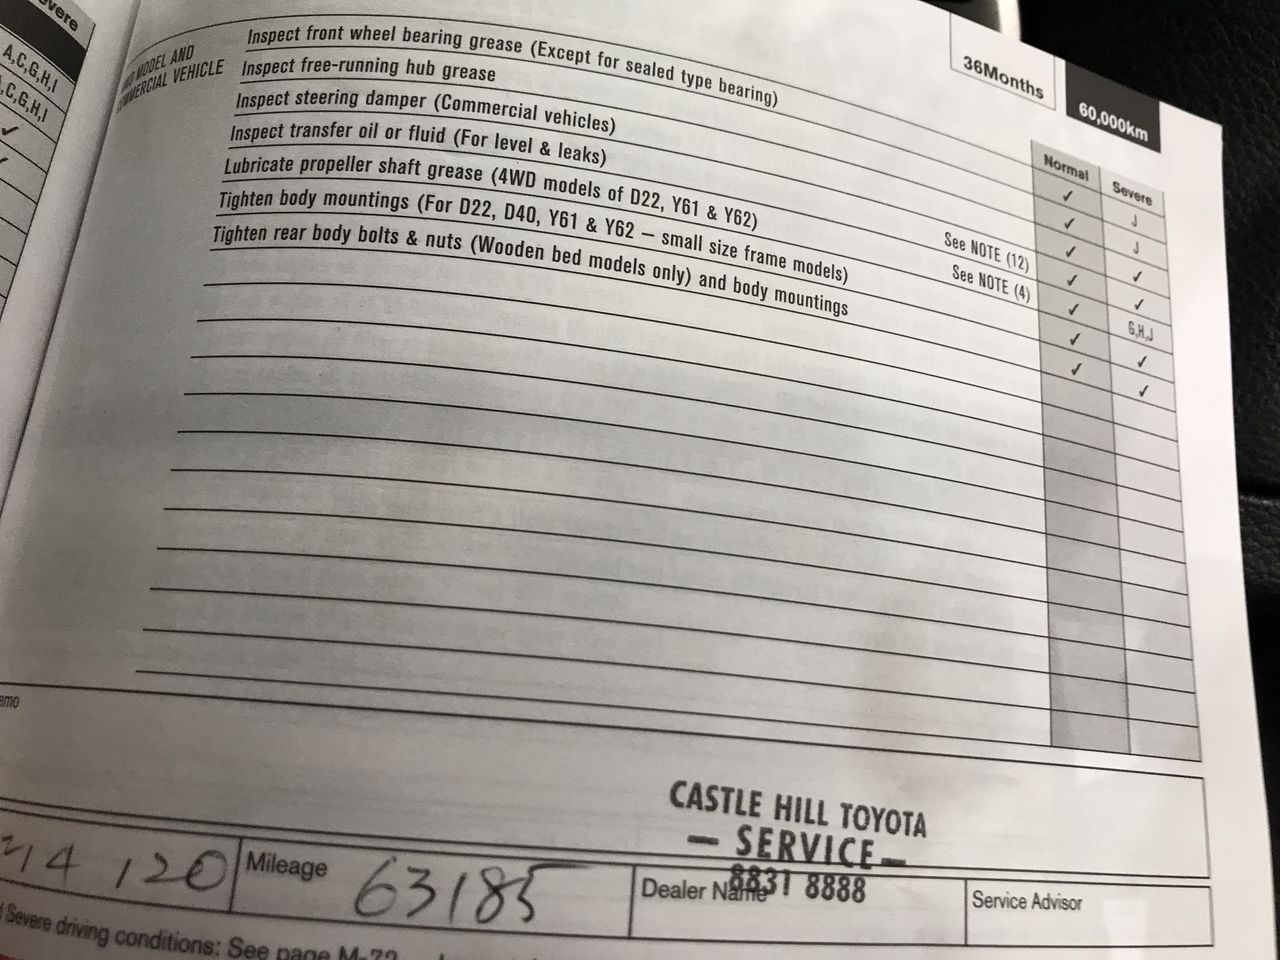 Severe
A,C,G,H,I
A,C,G,H,I
✓
✓
36Months
60,000km
Normal
Severe
MODEL AND
COMMERCIAL VEHICLE
Inspect front wheel bearing grease (Except for sealed type bearing) ✓ J
Inspect free-running hub grease ✓ J
Inspect steering damper (Commercial vehicles) ✓ ✓
Inspect transfer oil or fluid (For level & leaks) See NOTE (12) ✓ ✓
Lubricate propeller shaft grease (4WD models of D22, Y61 & Y62) See NOTE (4) ✓ G,H,J
Tighten body mountings (For D22, D40, Y61 & Y62 – small size frame models) ✓ ✓
Tighten rear body bolts & nuts (Wooden bed models only) and body mountings ✓ ✓
CASTLE HILL TOYOTA
— SERVICE —
8831 8888
14 120
Mileage 63185
Dealer Name
Service Advisor
Severe driving conditions: See page M-72